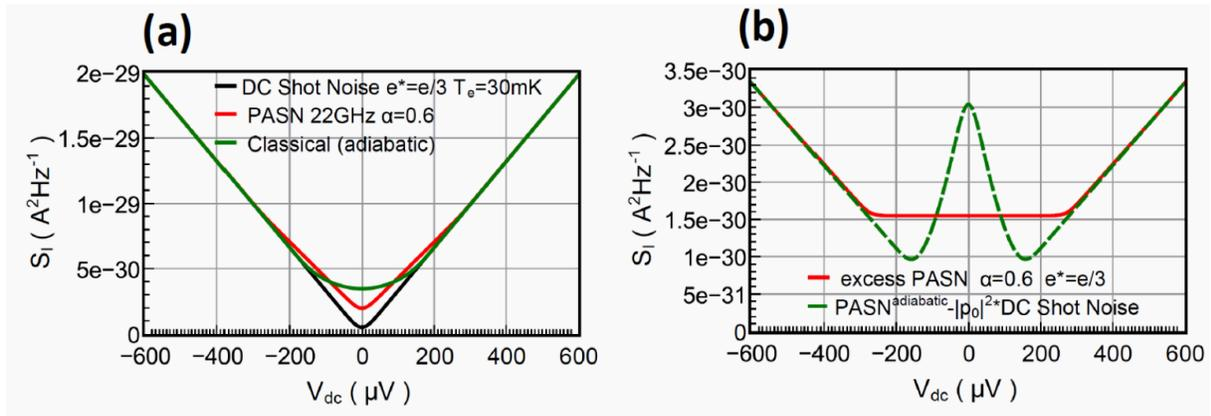 (a)
2e−29
1.5e−29
1e−29
5e−30
0
S_I ( A²Hz⁻¹ )
DC Shot Noise e*=e/3 Tₑ=30mK
PASN 22GHz α=0.6
Classical (adiabatic)
−600 −400 −200 0 200 400 600
V_dc ( µV )
(b)
3.5e−30
3e−30
2.5e−30
2e−30
1.5e−30
1e−30
5e−31
0
S_I ( A²Hz⁻¹ )
excess PASN α=0.6 e*=e/3
PASN^adiabatic-|p₀|²*DC Shot Noise
−600 −400 −200 0 200 400 600
V_dc ( µV )